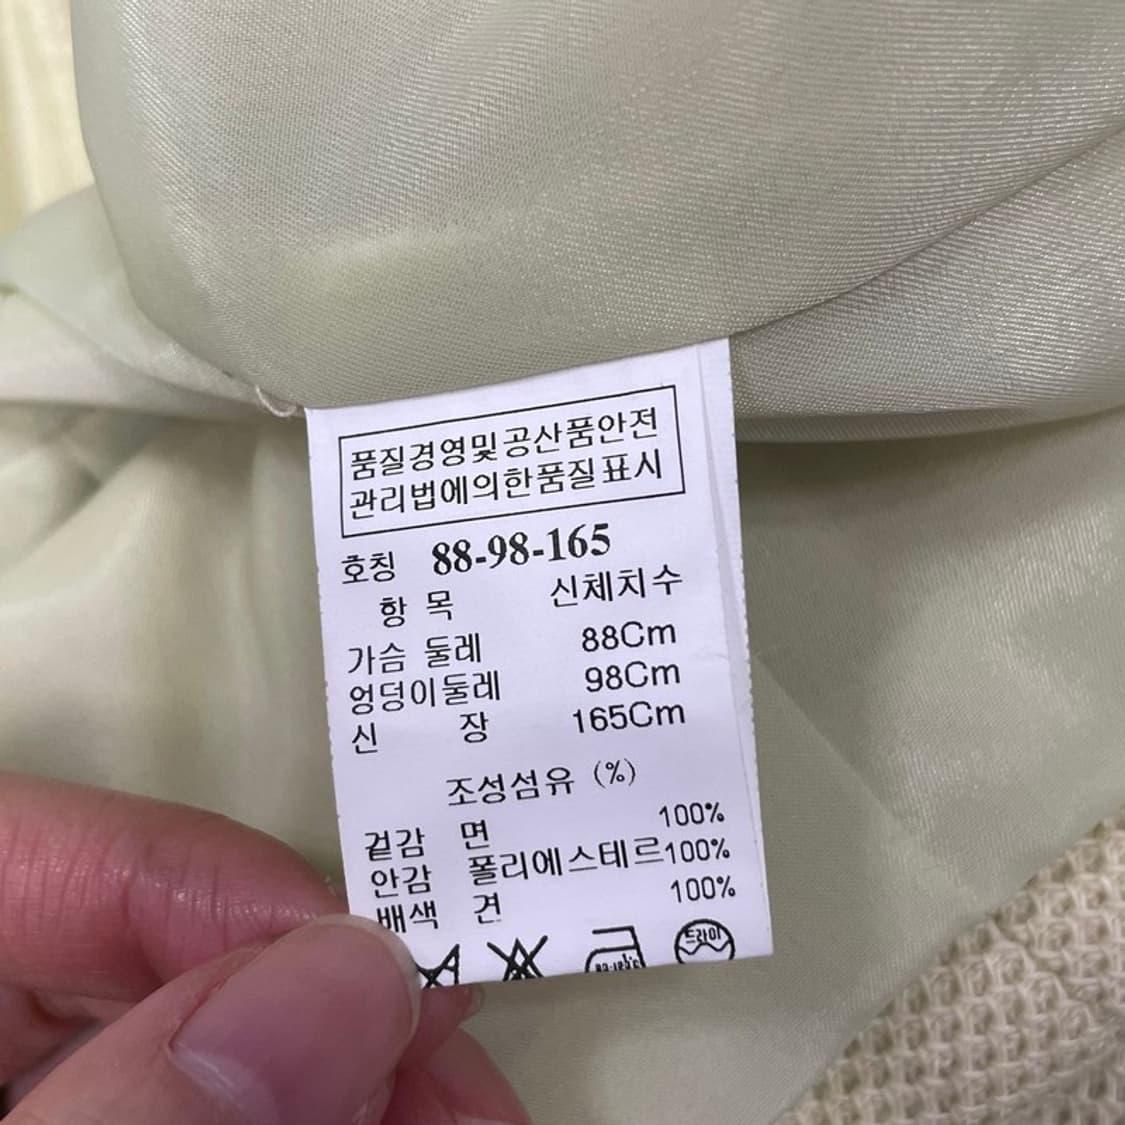 품질경영및공산품안전
관리법에의한품질표시
호칭 88-98-165
항 목 신체치수
가슴 둘레 88Cm
엉덩이둘레 98Cm
신 장 165Cm
조성섬유 (%)
겉감 면 100%
안감 폴리에스테르100%
배색 견 100%
드라이